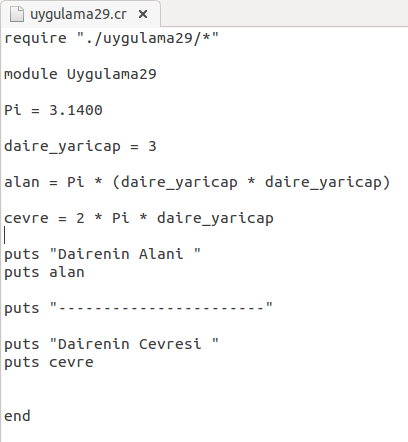 uygulama29.cr ×
require "./uygulama29/*"
module Uygulama29
Pi = 3.1400
daire_yaricap = 3
alan = Pi * (daire_yaricap * daire_yaricap)
cevre = 2 * Pi * daire_yaricap
puts "Dairenin Alani "
puts alan
puts "-----------------------"
puts "Dairenin Cevresi "
puts cevre
end